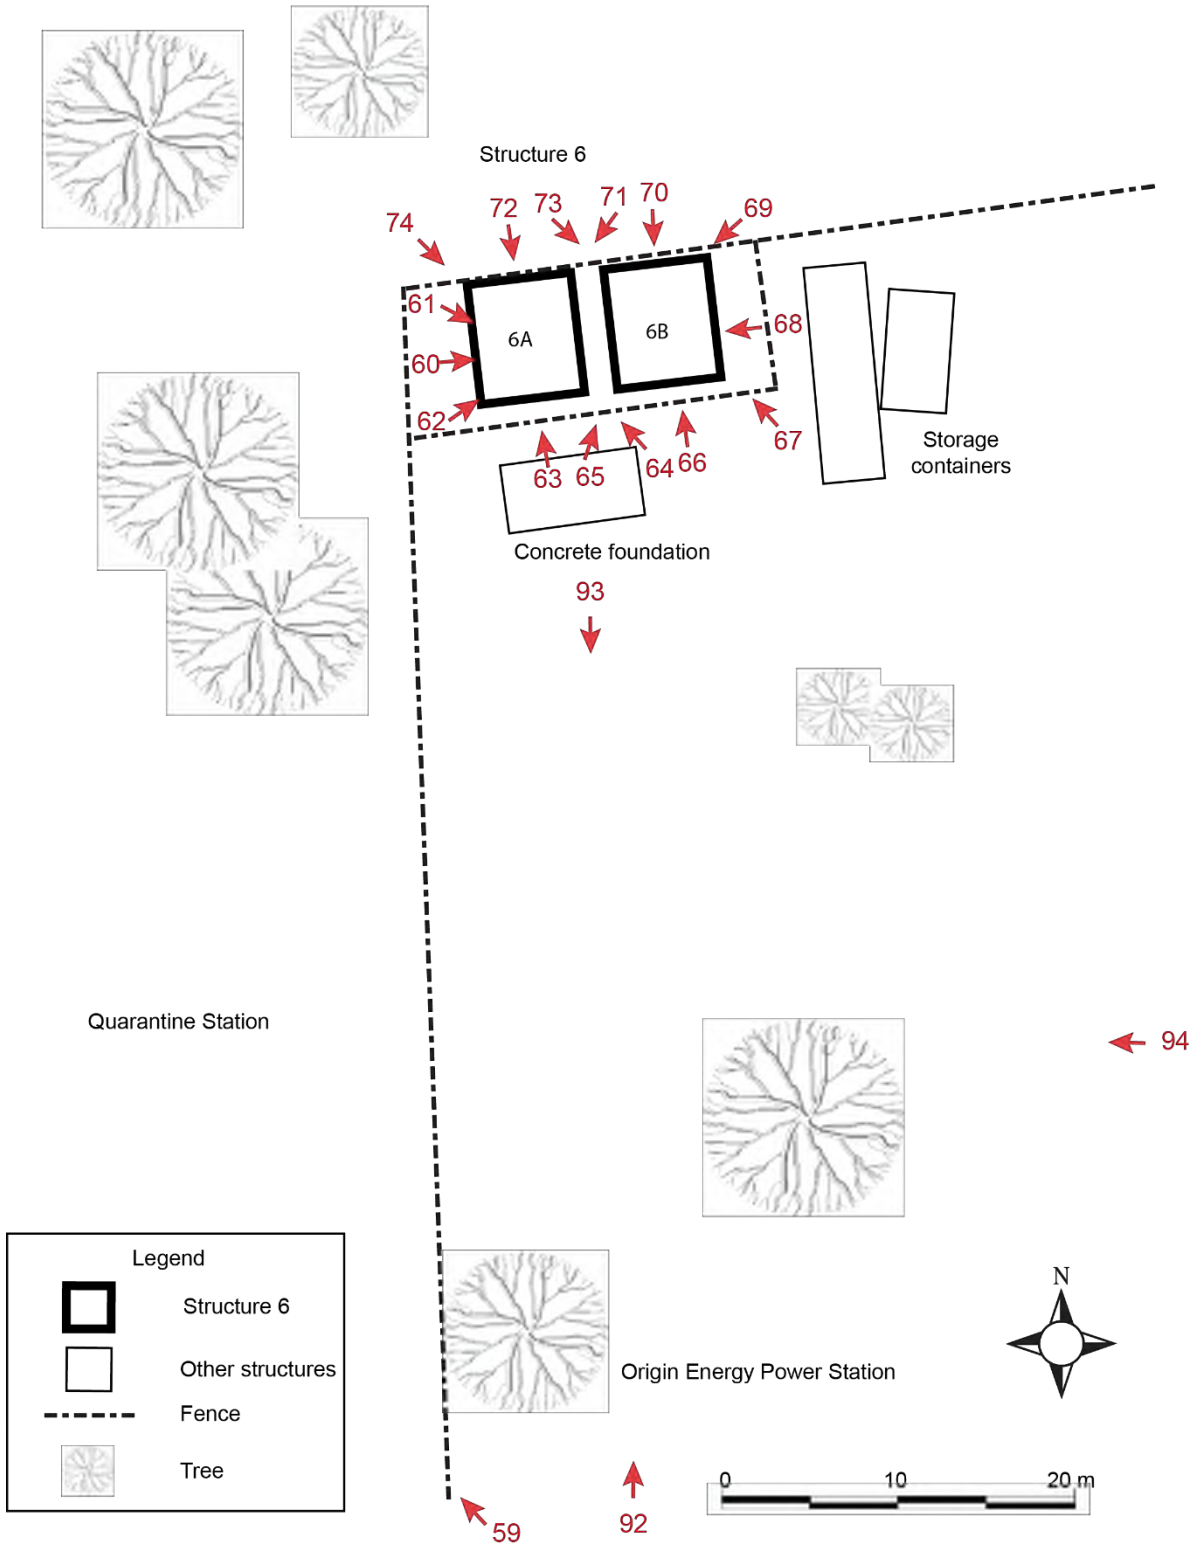 Structure 6
70
71
72
73
69
74
61
6A
6B
68
60
62
67
64
66
63
65
Storage
containers
Concrete foundation
93
Quarantine Station
94
Legend
Structure 6
Other structures
Fence
Tree
N
Origin Energy Power Station
0 10 20 m
92
59